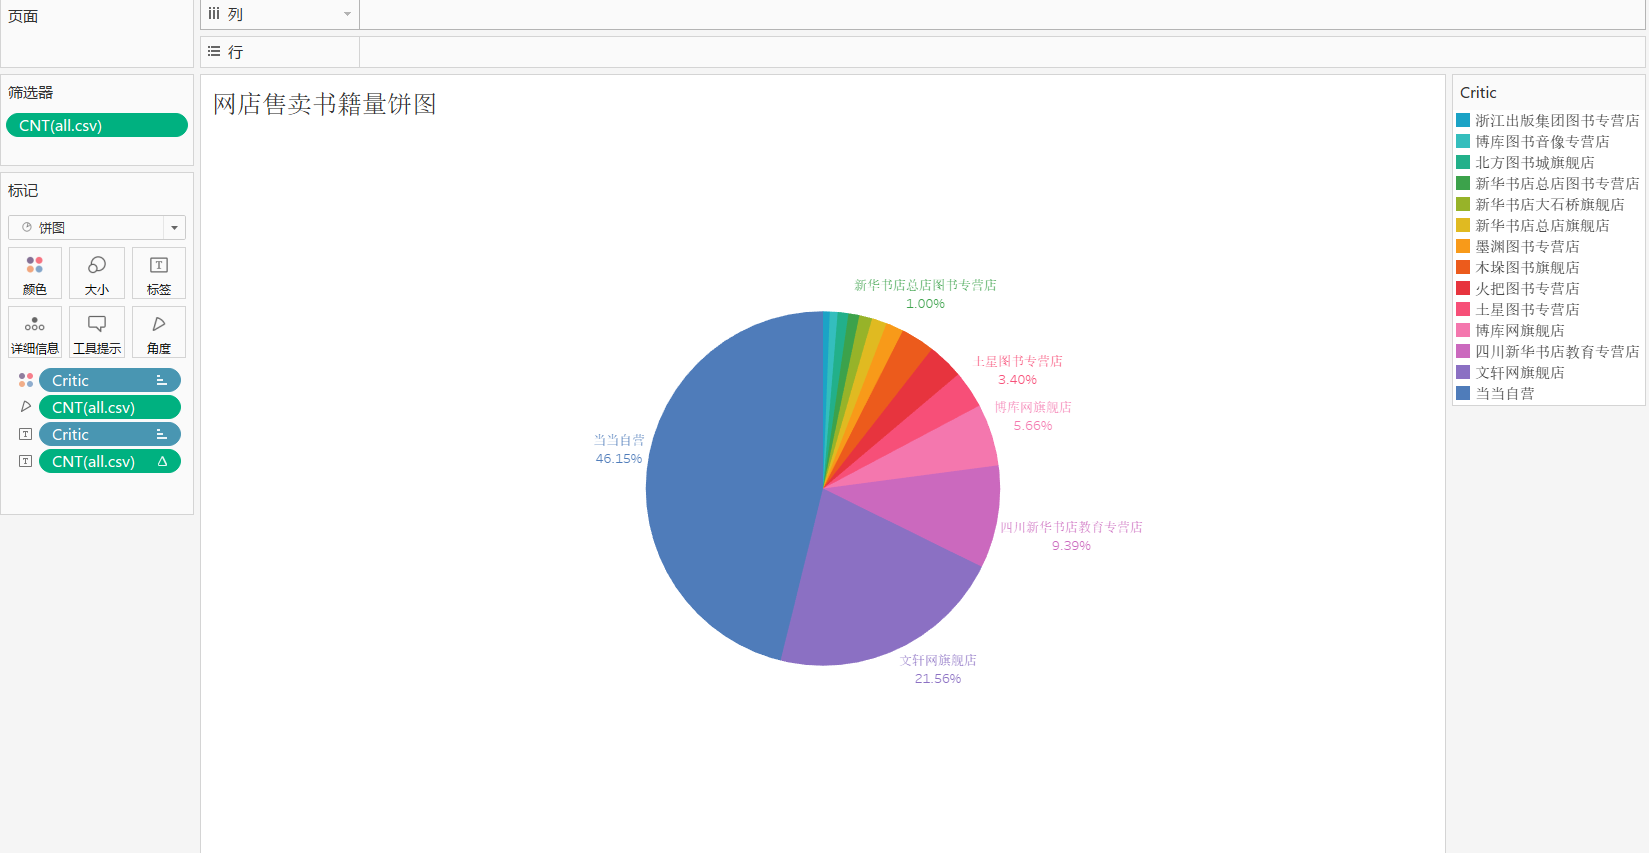 页面
列
行
筛选器
CNT(all.csv)
标记
饼图
颜色
大小
标签
详细信息
工具提示
角度
Critic
CNT(all.csv)
Critic
CNT(all.csv)
网店售卖书籍量饼图
新华书店总店图书专营店
1.00%
土星图书专营店
3.40%
博库网旗舰店
5.66%
当当自营
46.15%
四川新华书店教育专营店
9.39%
文轩网旗舰店
21.56%
Critic
浙江出版集团图书专营店
博库图书音像专营店
北方图书城旗舰店
新华书店总店图书专营店
新华书店大石桥旗舰店
新华书店总店旗舰店
墨渊图书专营店
木垛图书旗舰店
火把图书专营店
土星图书专营店
博库网旗舰店
四川新华书店教育专营店
文轩网旗舰店
当当自营